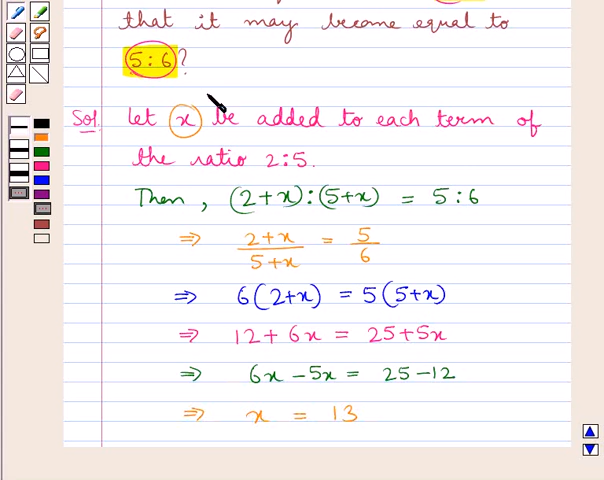 that it may become equal to
5 : 6 ?
Sol. Let x be added to each term of
the ratio 2:5.
Then, (2+x):(5+x) = 5:6
⇒ 2+x/5+x = 5/6
⇒ 6(2+x) = 5(5+x)
⇒ 12+6x = 25+5x
⇒ 6x-5x = 25-12
⇒ x = 13